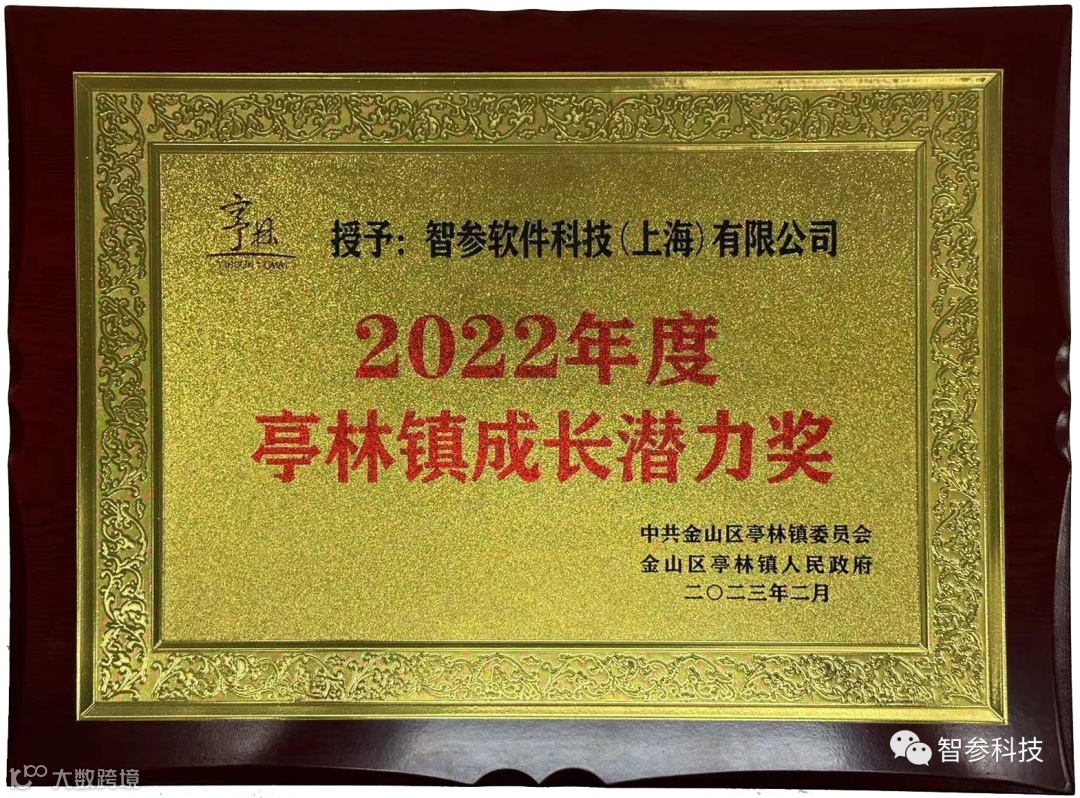 亭林
授予：智参软件科技（上海）有限公司
2022年度
亭林镇成长潜力奖
中共金山区亭林镇委员会
金山区亭林镇人民政府
二〇二三年二月
智参科技
大数跨境